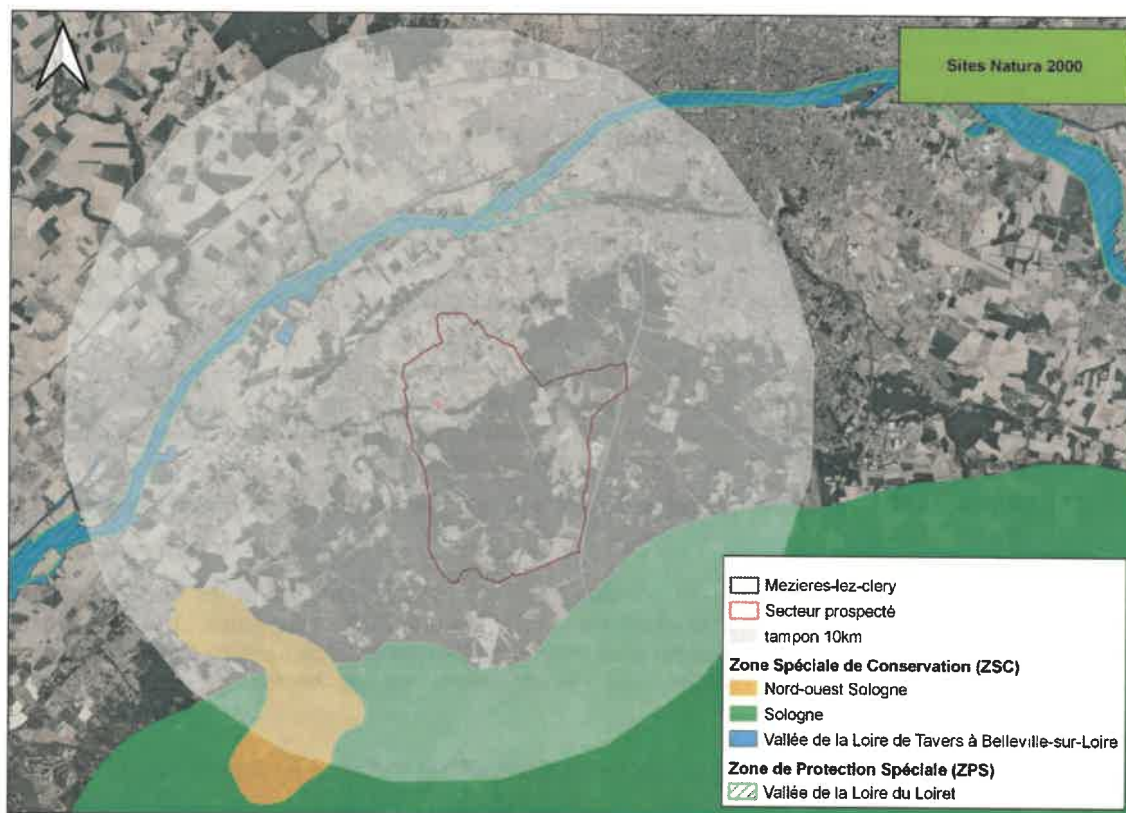 Sites Natura 2000
Mezieres-lez-clery
Secteur prospecté
tampon 10km
Zone Spéciale de Conservation (ZSC)
Nord-ouest Sologne
Sologne
Vallée de la Loire de Tavers à Belleville-sur-Loire
Zone de Protection Spéciale (ZPS)
Vallée de la Loire du Loiret